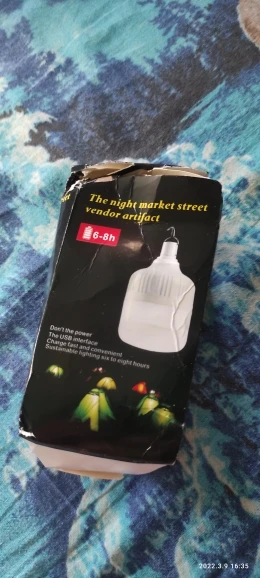 The night market street
vendor artifact
6-8h
Don't the power
The USB interface
Charge fast and convenient
Sustainable lighting six to eight hours
2022.3.9 16:35